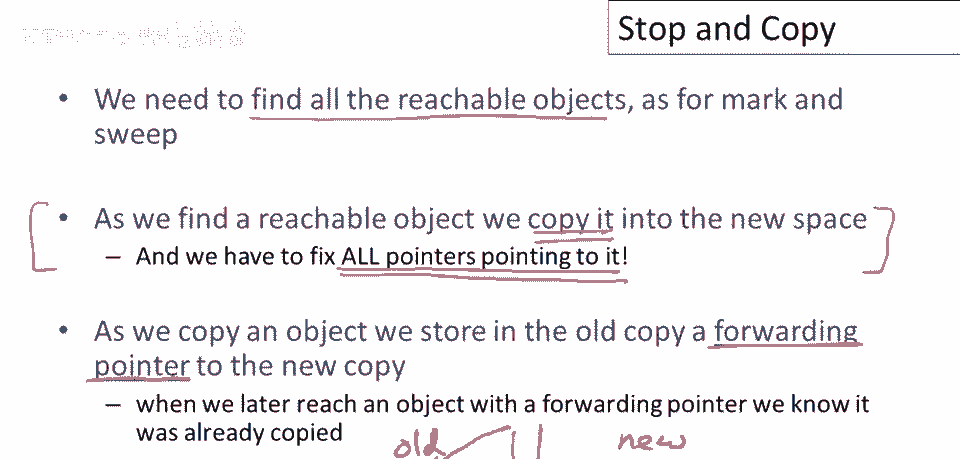 Stop and Copy
• We need to find all the reachable objects, as for mark and
sweep
• As we find a reachable object we copy it into the new space
– And we have to fix ALL pointers pointing to it!
• As we copy an object we store in the old copy a forwarding
pointer to the new copy
– when we later reach an object with a forwarding pointer we know it
was already copied
old new